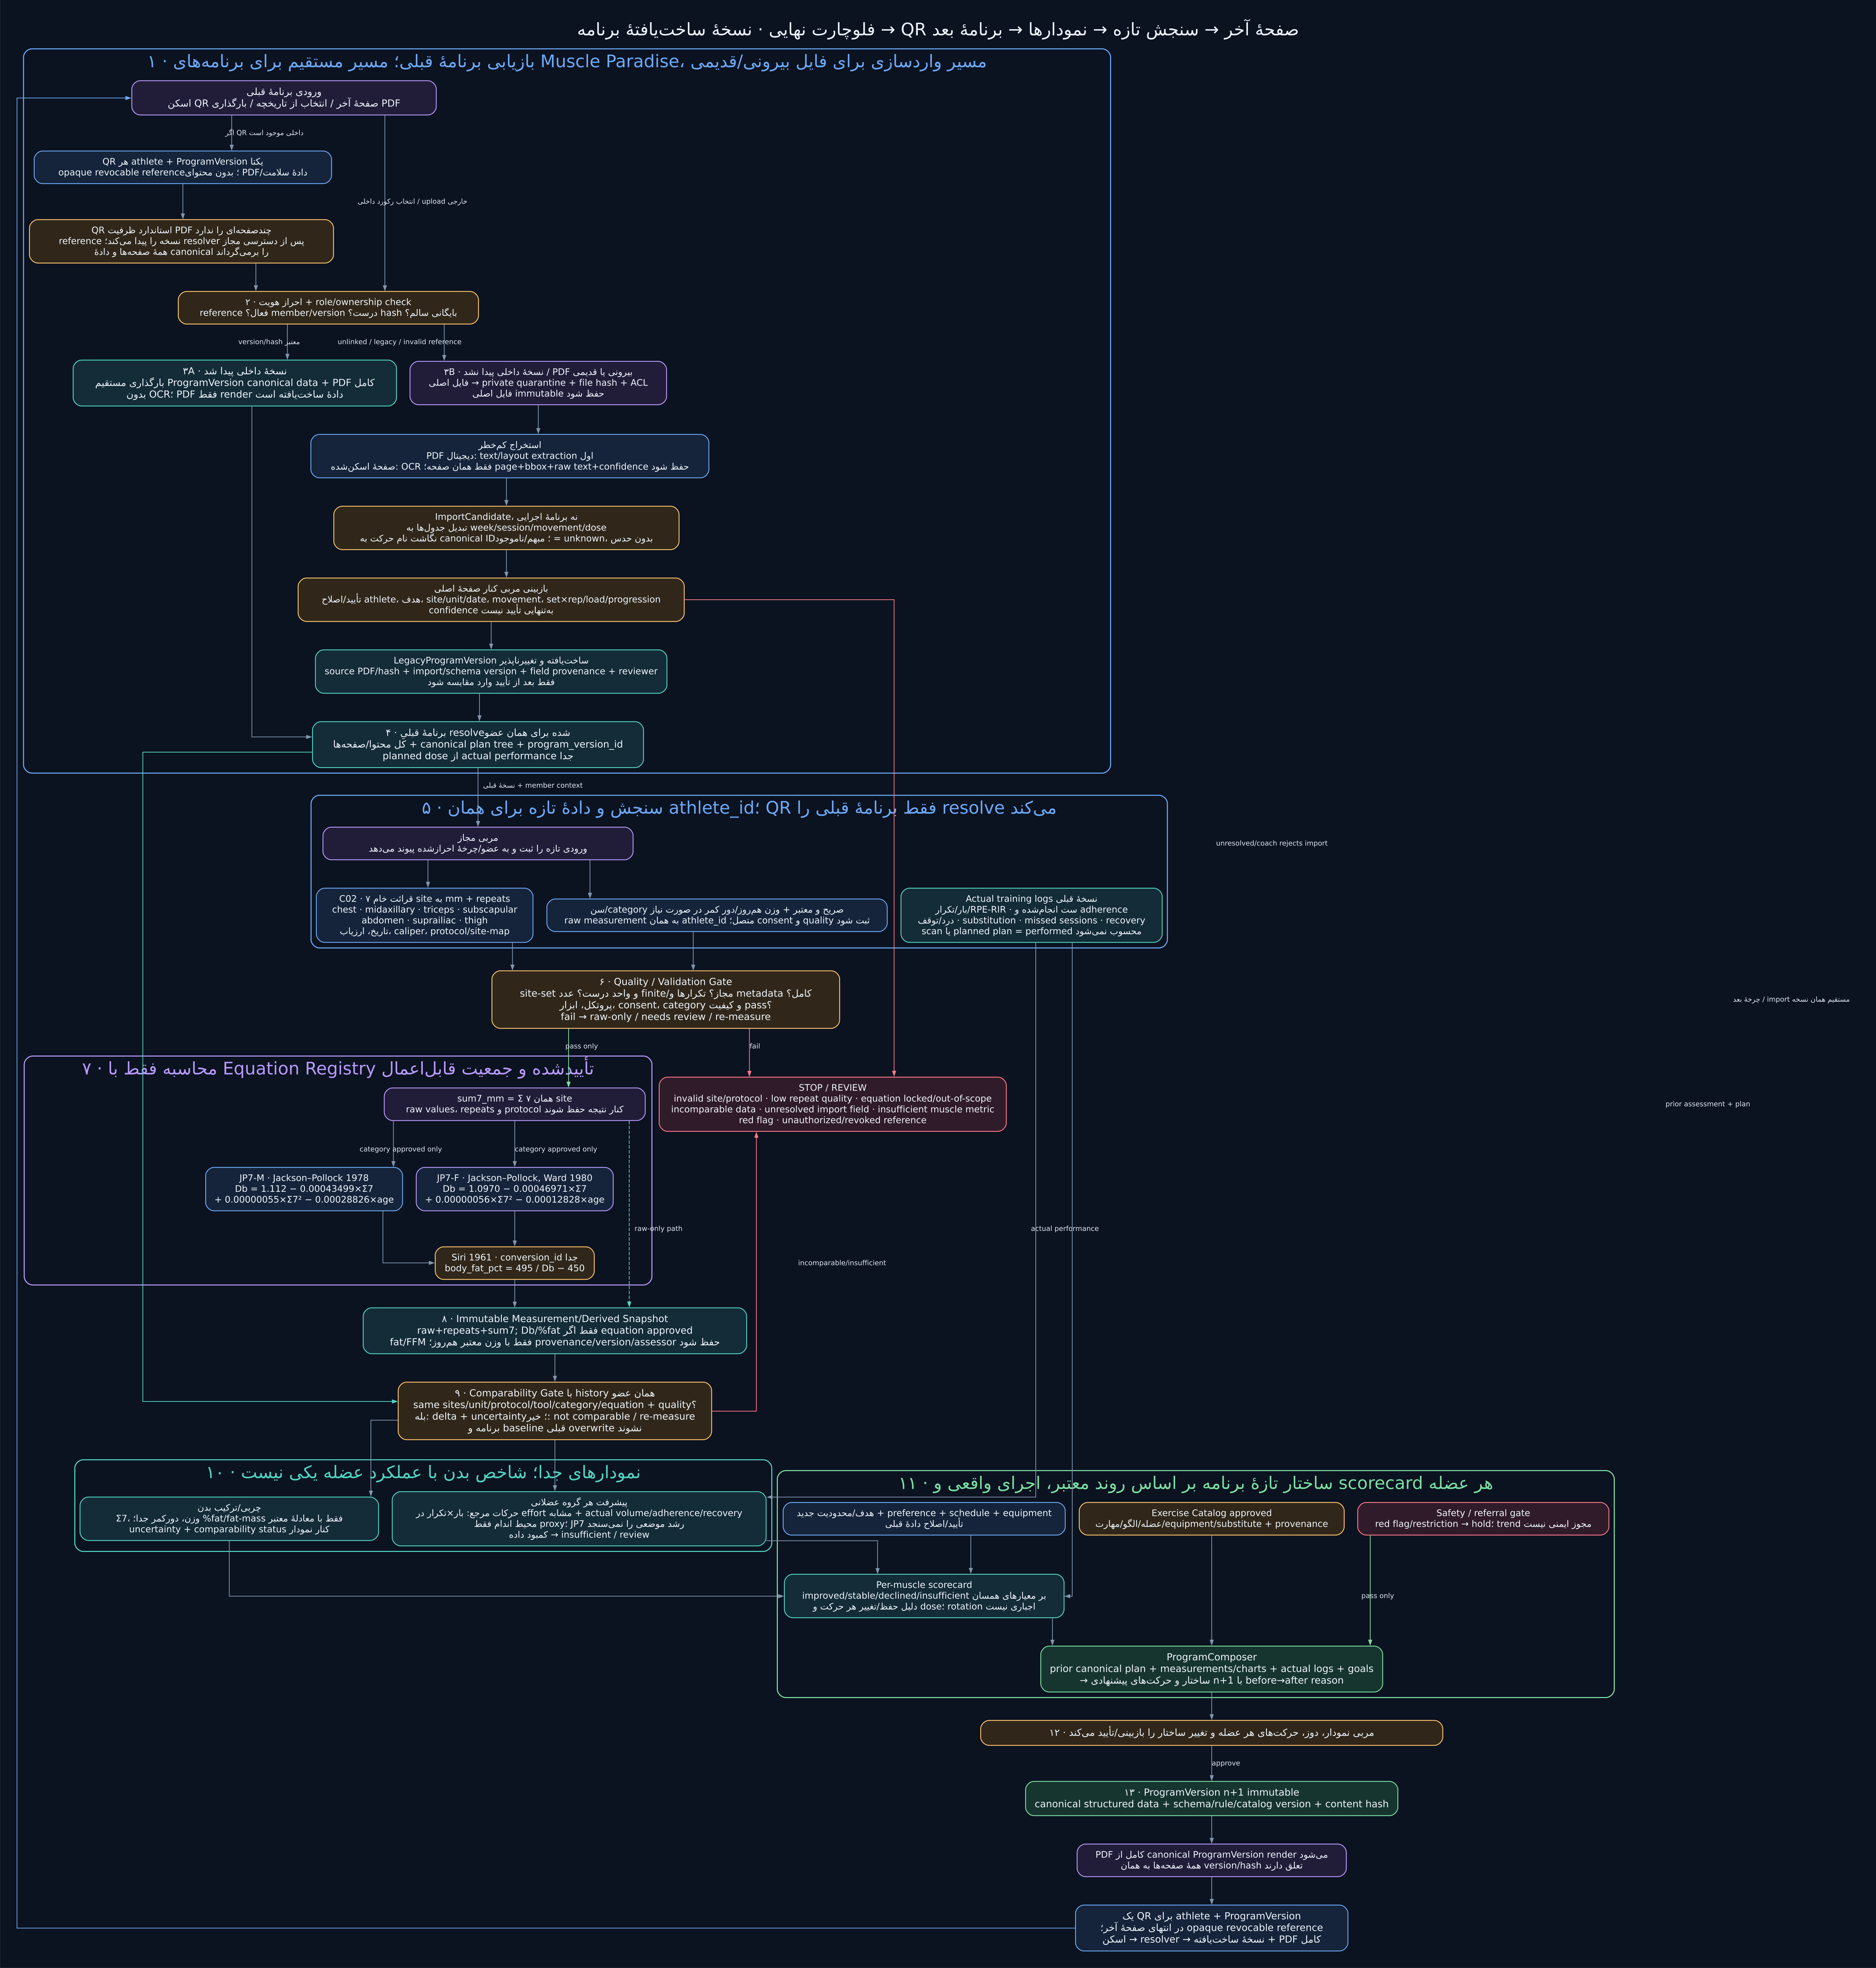 صفحهٔ آخر → سنجش تازه → نمودارها → برنامهٔ بعد QR → فلوچارت نهایی · نسخهٔ ساخت‌یافتهٔ برنامه
۱ · بازیابی برنامهٔ قبلی؛ مسیر مستقیم برای برنامه‌های Muscle Paradise، مسیر واردسازی برای فایل بیرونی/قدیمی
ورودی برنامهٔ قبلی
اسکن QR صفحهٔ آخر / انتخاب از تاریخچه / بارگذاری PDF
اگر QR داخلی موجود است
خارجی upload / انتخاب رکورد داخلی
QR هر athlete + ProgramVersion یکتا
opaque revocable reference؛ بدون محتوای PDF/دادهٔ سلامت
QR استاندارد ظرفیت PDF چندصفحه‌ای را ندارد
reference نسخه را پیدا می‌کند؛ resolver پس از دسترسی مجاز
همهٔ صفحه‌ها و دادهٔ canonical را برمی‌گرداند
۲ · احراز هویت + role/ownership check
reference فعال؟ member/version درست؟ hash بایگانی سالم؟
version/hash معتبر
unlinked / legacy / invalid reference
۳A · نسخهٔ داخلی پیدا شد
بارگذاری مستقیم ProgramVersion canonical data + PDF کامل
بدون OCR؛ PDF فقط render دادهٔ ساخت‌یافته است
۳B · نسخهٔ داخلی پیدا نشد / PDF بیرونی یا قدیمی
فایل اصلی → private quarantine + file hash + ACL
فایل اصلی immutable حفظ شود
استخراج کم‌خطر
PDF دیجیتال: text/layout extraction اول
صفحهٔ اسکن‌شده: OCR فقط همان صفحه؛ page+bbox+raw text+confidence حفظ شود
ImportCandidate، نه برنامهٔ اجرایی
تبدیل جدول‌ها به week/session/movement/dose
نگاشت نام حرکت به canonical ID؛ مبهم/ناموجود = unknown، بدون حدس
بازبینی مربی کنار صفحهٔ اصلی
تأیید/اصلاح athlete، هدف، site/unit/date، movement، set×rep/load/progression
confidence به‌تنهایی تأیید نیست
LegacyProgramVersion ساخت‌یافته و تغییرناپذیر
source PDF/hash + import/schema version + field provenance + reviewer
فقط بعد از تأیید وارد مقایسه شود
۴ · برنامهٔ قبلیِ resolveشده برای همان عضو
کل محتوا/صفحه‌ها + canonical plan tree + program_version_id
planned dose از actual performance جدا
نسخهٔ قبلی + member context
۵ · سنجش و دادهٔ تازه برای همان athlete_id؛ QR فقط برنامهٔ قبلی را resolve می‌کند
مربی مجاز
ورودی تازه را ثبت و به عضو/چرخهٔ احرازشده پیوند می‌دهد
unresolved/coach rejects import
C02 · قرائت خام ۷ site به mm + repeats
chest · midaxillary · triceps · subscapular
abdomen · suprailiac · thigh
تاریخ، ارزیاب، caliper، protocol/site-map
سن/category صریح و معتبر + وزن هم‌روز/دور کمر در صورت نیاز
raw measurement به همان athlete_id متصل؛ consent و quality ثبت شود
Actual training logs نسخهٔ قبلی
بار/تکرار/RPE-RIR · ست انجام‌شده و adherence
درد/توقف · substitution · missed sessions · recovery
scan یا planned plan = performed محسوب نمی‌شود
۶ · Quality / Validation Gate
site-set و واحد درست؟ عدد finite/مجاز؟ تکرارها و metadata کامل؟
پروتکل، ابزار، consent، category و کیفیت pass؟
fail → raw-only / needs review / re-measure
مستقیم همان نسخه import / چرخهٔ بعد
pass only
fail
۷ · محاسبه فقط با Equation Registry تأییدشده و جمعیت قابل‌اعمال
sum7_mm = Σ همان ۷ site
raw values، repeats و protocol کنار نتیجه حفظ شوند
STOP / REVIEW
invalid site/protocol · low repeat quality · equation locked/out-of-scope
incomparable data · unresolved import field · insufficient muscle metric
red flag · unauthorized/revoked reference
prior assessment + plan
category approved only
category approved only
JP7-M · Jackson–Pollock 1978
Db = 1.112 − 0.00043499×Σ7
+ 0.00000055×Σ7² − 0.00028826×age
JP7-F · Jackson–Pollock, Ward 1980
Db = 1.0970 − 0.00046971×Σ7
+ 0.00000056×Σ7² − 0.00012828×age
raw-only path
actual performance
incomparable/insufficient
Siri 1961 · conversion_id جدا
body_fat_pct = 495 / Db − 450
۸ · Immutable Measurement/Derived Snapshot
raw+repeats+sum7; Db/%fat فقط اگر equation approved
fat/FFM فقط با وزن معتبر هم‌روز؛ provenance/version/assessor حفظ شود
۹ · Comparability Gate با history همان عضو
same sites/unit/protocol/tool/category/equation + quality؟
بله: delta + uncertainty؛ خیر: not comparable / re-measure
برنامه و baseline قبلی overwrite نشوند
۱۰ · نمودارهای جدا؛ شاخص بدن با عملکرد عضله یکی نیست
چربی/ترکیب بدن
Σ7، وزن، دورکمر جدا؛ %fat/fat-mass فقط با معادلهٔ معتبر
uncertainty + comparability status کنار نمودار
پیشرفت هر گروه عضلانی
حرکات مرجع: بار×تکرار در effort مشابه + actual volume/adherence/recovery
محیط اندام فقط proxy؛ JP7 رشد موضعی را نمی‌سنجد
کمبود داده → insufficient / review
۱۱ · ساختار تازهٔ برنامه بر اساس روند معتبر، اجرای واقعی و scorecard هر عضله
هدف/محدودیت جدید + preference + schedule + equipment
تأیید/اصلاح دادهٔ قبلی
Exercise Catalog approved
عضله/الگو/مهارت/equipment/substitute + provenance
Safety / referral gate
red flag/restriction → hold؛ trend مجوز ایمنی نیست
Per-muscle scorecard
improved/stable/declined/insufficient بر معیارهای همسان
دلیل حفظ/تغییر هر حرکت و dose؛ rotation اجباری نیست
pass only
ProgramComposer
prior canonical plan + measurements/charts + actual logs + goals
→ ساختار و حرکت‌های پیشنهادی n+1 با before→after reason
۱۲ · مربی نمودار، دوز، حرکت‌های هر عضله و تغییر ساختار را بازبینی/تأیید می‌کند
approve
۱۳ · ProgramVersion n+1 immutable
canonical structured data + schema/rule/catalog version + content hash
PDF کامل از canonical ProgramVersion render می‌شود
همهٔ صفحه‌ها به همان version/hash تعلق دارند
یک QR برای athlete + ProgramVersion
در انتهای صفحهٔ آخر؛ opaque revocable reference
اسکن → resolver → نسخهٔ ساخت‌یافته + PDF کامل